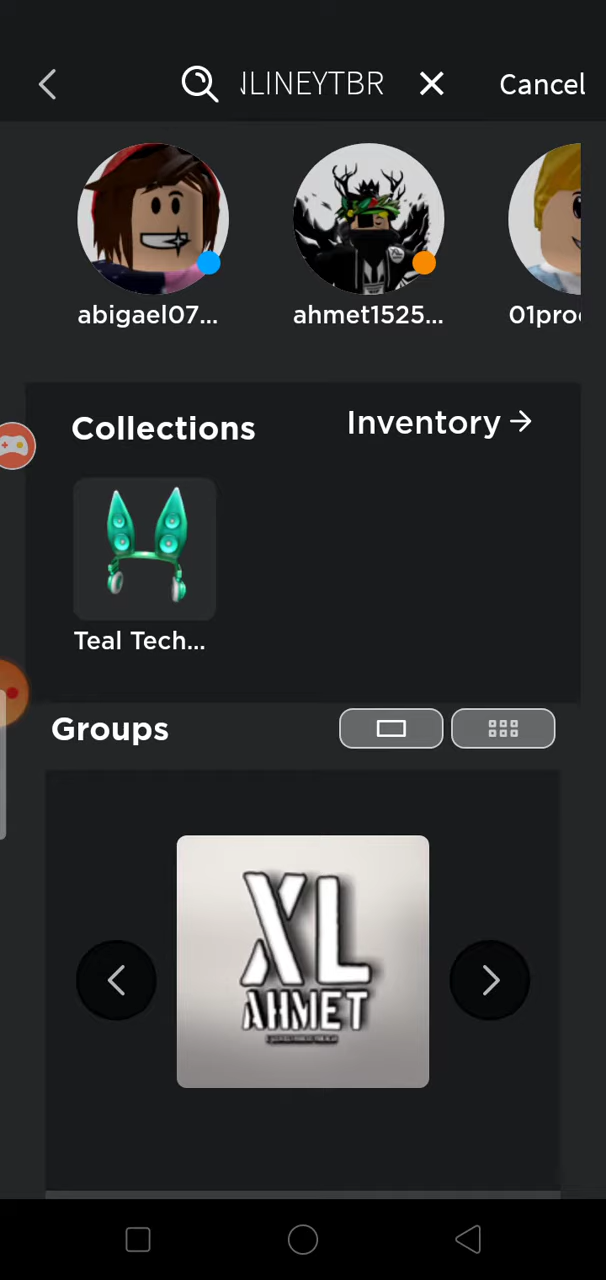 NLINEYTBR
Cancel
abigael07...
ahmet1525...
01pro
Collections
Inventory →
Teal Tech...
Groups
XL
AHMET